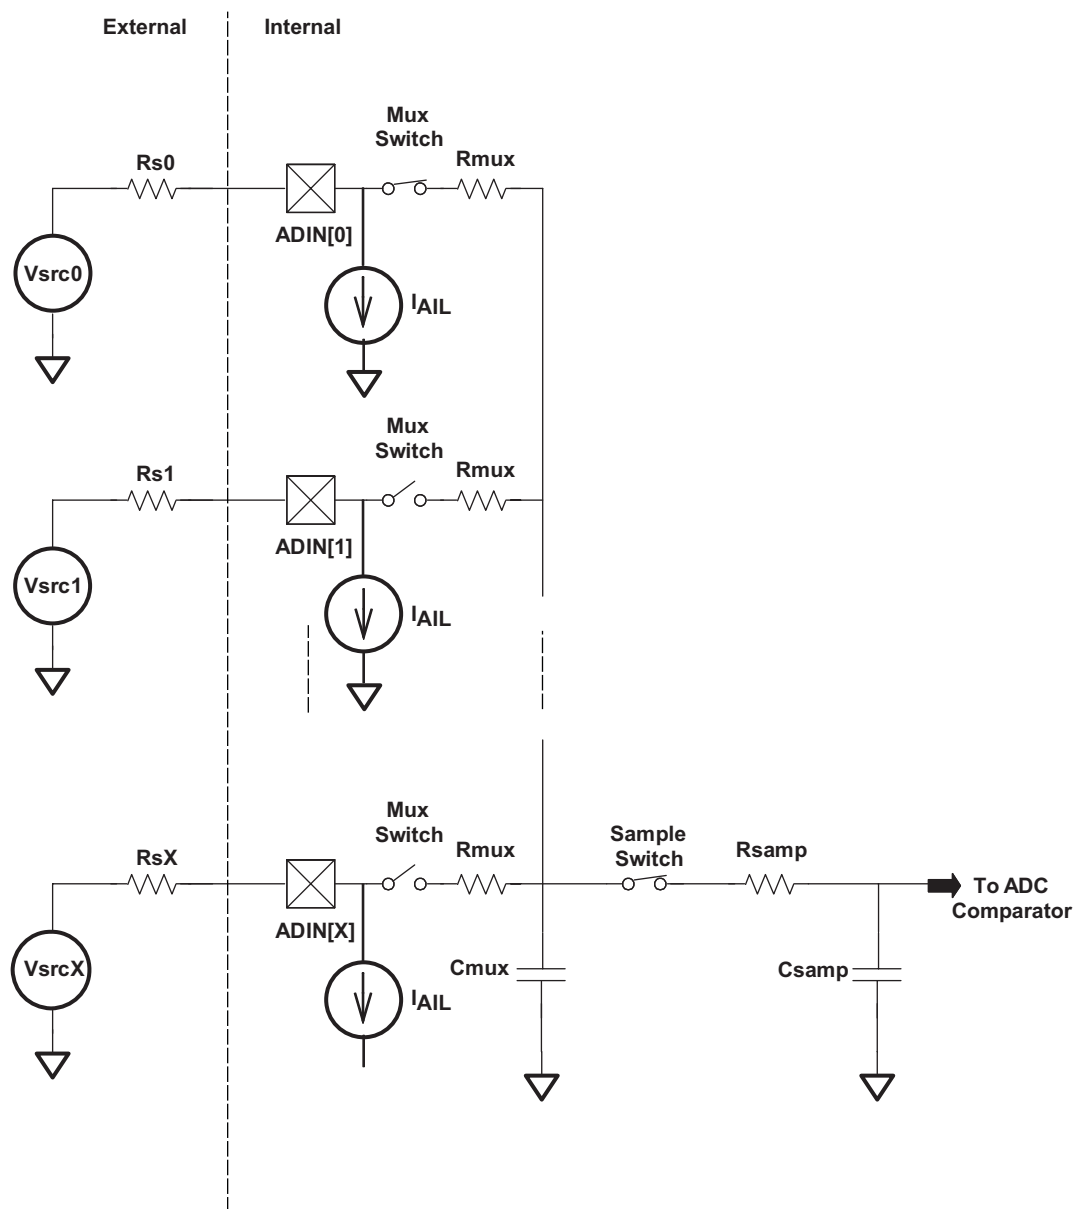 External
Internal
Mux
Switch
Rs0
Rmux
ADIN[0]
Vsrc0
IAIL
Mux
Switch
Rs1
Rmux
ADIN[1]
Vsrc1
IAIL
Mux
Switch
RsX
Rmux
Sample
Switch
Rsamp
To ADC
Comparator
ADIN[X]
VsrcX
Cmux
Csamp
IAIL